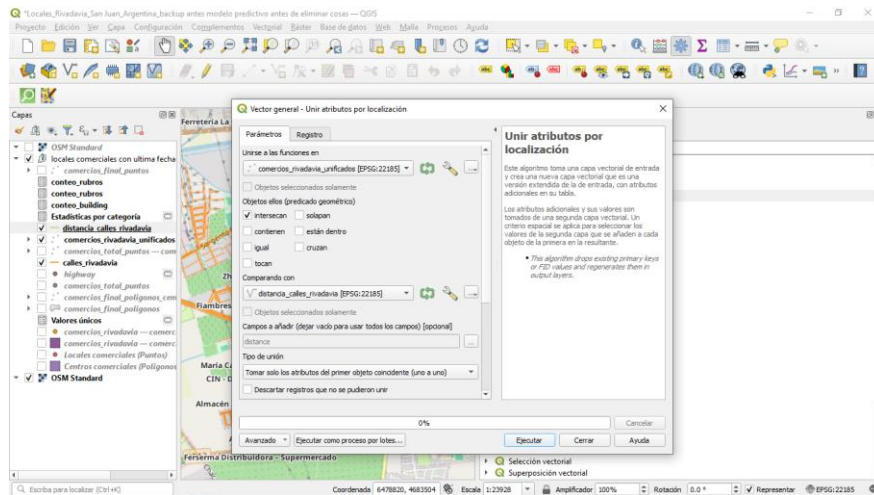 *Locales_Rivadavia_San Juan_Argentina_backup antes modelo predictivo antes de eliminar cosas — QGIS
Proyecto Edición Ver Capa Configuración Complementos Vectorial Ráster Base de datos Web Malla Procesos Ayuda
Capas
OSM Standard
locales comerciales con ultima fecha
comercios_final_puntos
conteo_rubros
conteo_rubros
conteo_building
Estadísticas por categoría
distancia_calles_rivadavia
comercios_rivadavia_unificados
comercios_total_puntos — com
calles_rivadavia
highway
comercios_total_puntos
comercios_final_poligonos_cen
comercios_final_poligonos
Valores únicos
comercios_rivadavia — comerc
comercios_rivadavia — comerc
Locales comerciales (Puntos)
Centros comerciales (Poligonos
OSM Standard
Ferretería La
Zh
Fiambres
María Ca
CIN - D
Almacén
Ferserma Distribuidora - Supermercado
Vector general - Unir atributos por localización
Parámetros
Registro
Unirse a las funciones en
comercios_rivadavia_unificados [EPSG:22185]
Objetos seleccionados solamente
Objetos ellos (predicado geométrico)
intersecan
solapan
contienen
están dentro
igual
cruzan
tocan
Comparando con
distancia_calles_rivadavia [EPSG:22185]
Objetos seleccionados solamente
Campos a añadir (dejar vacío para usar todos los campos) [opcional]
distance
Tipo de unión
Tomar solo los atributos del primer objeto coincidente (uno a uno)
Descartar registros que no se pudieron unir
Unir atributos por
localización
Este algoritmo toma una capa vectorial de entrada
y crea una nueva capa vectorial que es una
versión extendida de la de entrada, con atributos
adicionales en su tabla.
Los atributos adicionales y sus valores son
tomados de una segunda capa vectorial. Un
criterio espacial se aplica para seleccionar los
valores de la segunda capa que se añaden a cada
objeto de la primera en la resultante.
This algorithm drops existing primary keys
or FID values and regenerates them in
output layers.
0%
Cancelar
Avanzado
Ejecutar como proceso por lotes...
Ejecutar
Cerrar
Ayuda
Selección vectorial
Superposición vectorial
Escriba para localizar (Ctrl+K)
Coordenada 6478820, 4683504 Escala 1:23928 Amplificador 100% Rotación 0.0 ° Representar EPSG:22185